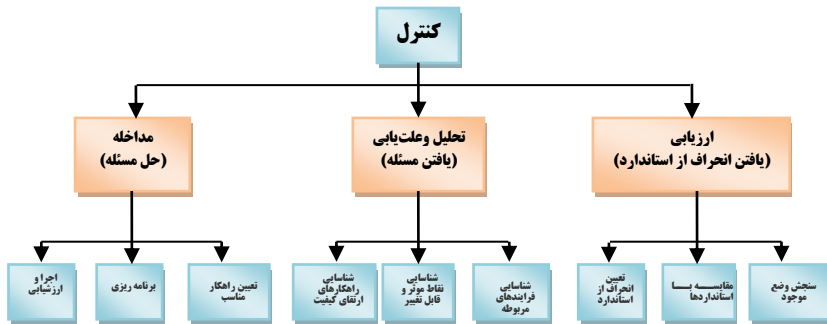 کنترل
ارزیابی
(یافتن انحراف از استاندارد)
تحلیل وعلت‌یابی
(یافتن مسئله)
مداخله
(حل مسئله)
سنجش وضع
موجود
مقایسه با
استانداردها
تعیین
انحراف از
استاندارد
شناسایی
فرایندهای
مربوطه
شناسایی
نقاط موثر و
قابل تغییر
شناسایی
راهکارهای
ارتقای کیفیت
تعیین راهکار
مناسب
برنامه ریزی
اجرا و
ارزشیابی